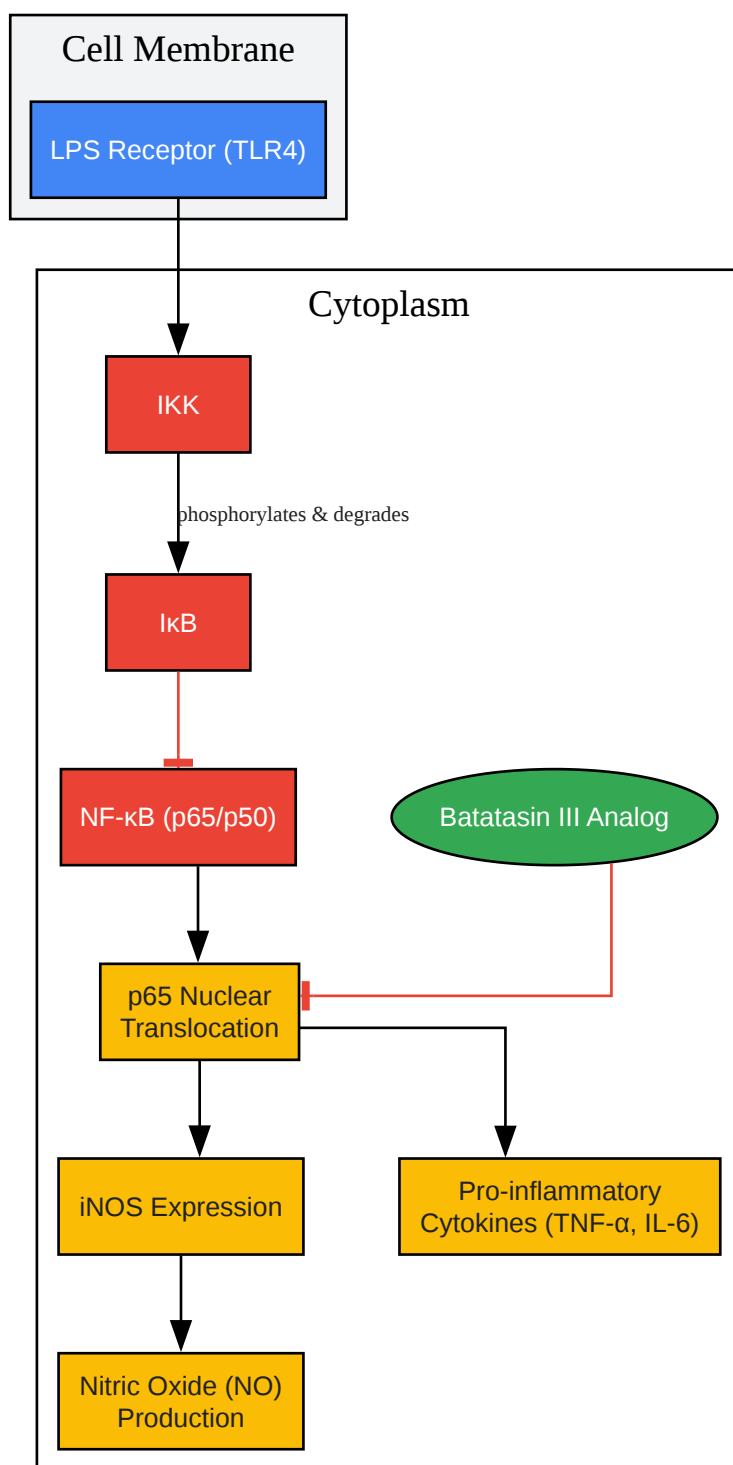 Cell Membrane
LPS Receptor (TLR4)
Cytoplasm
IKK
phosphorylates & degrades
IκB
NF-κB (p65/p50)
Batatasin III Analog
p65 Nuclear
Translocation
iNOS Expression
Pro-inflammatory
Cytokines (TNF-α, IL-6)
Nitric Oxide (NO)
Production